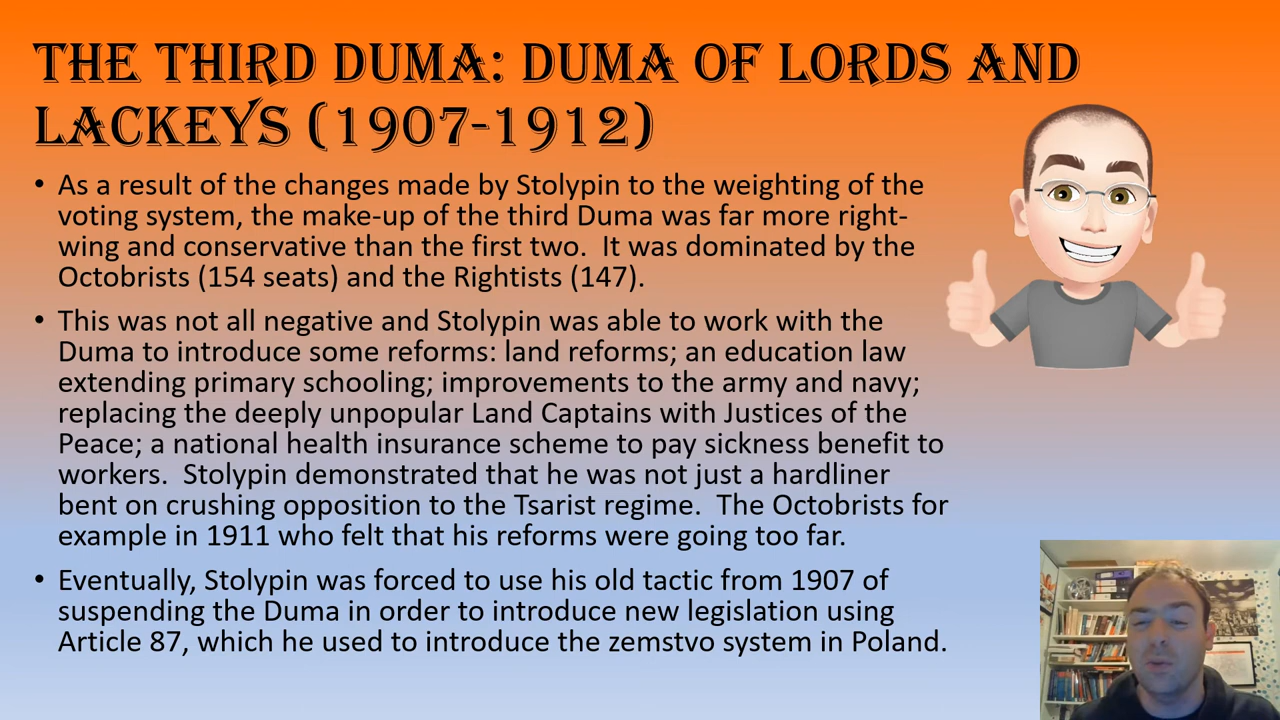 THE THIRD DUMA: DUMA OF LORDS AND
LACKEYS (1907-1912)
• As a result of the changes made by Stolypin to the weighting of the
voting system, the make-up of the third Duma was far more right-
wing and conservative than the first two.  It was dominated by the
Octobrists (154 seats) and the Rightists (147).
• This was not all negative and Stolypin was able to work with the
Duma to introduce some reforms: land reforms; an education law
extending primary schooling; improvements to the army and navy;
replacing the deeply unpopular Land Captains with Justices of the
Peace; a national health insurance scheme to pay sickness benefit to
workers.  Stolypin demonstrated that he was not just a hardliner
bent on crushing opposition to the Tsarist regime.  The Octobrists for
example in 1911 who felt that his reforms were going too far.
• Eventually, Stolypin was forced to use his old tactic from 1907 of
suspending the Duma in order to introduce new legislation using
Article 87, which he used to introduce the zemstvo system in Poland.